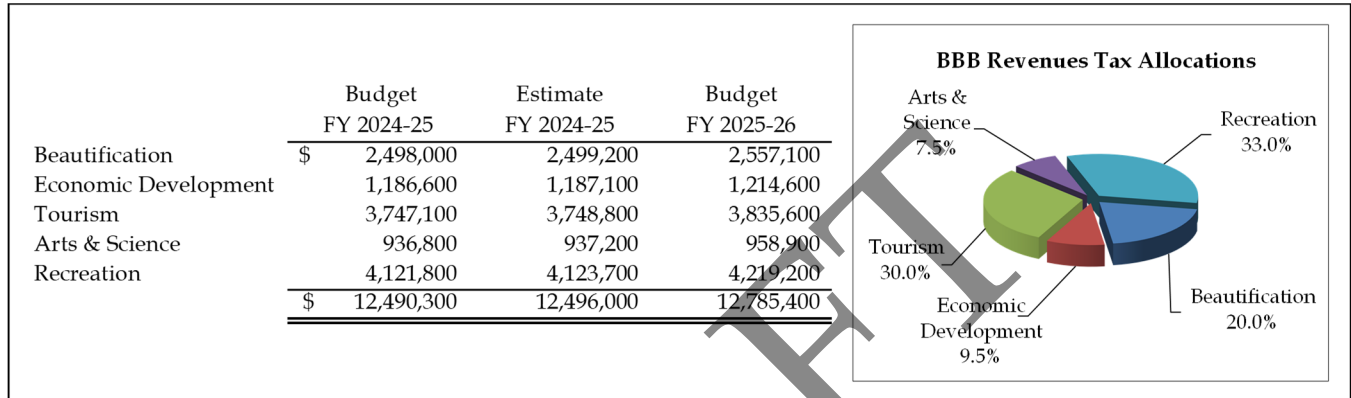 Budget Estimate Budget
FY 2024-25 FY 2024-25 FY 2025-26
Beautification $ 2,498,000 2,499,200 2,557,100
Economic Development 1,186,600 1,187,100 1,214,600
Tourism 3,747,100 3,748,800 3,835,600
Arts & Science 936,800 937,200 958,900
Recreation 4,121,800 4,123,700 4,219,200
$ 12,490,300 12,496,000 12,785,400
BBB Revenues Tax Allocations
Arts &
Science
7.5%
Recreation
33.0%
Tourism
30.0%
Economic
Development
9.5%
Beautification
20.0%
FT